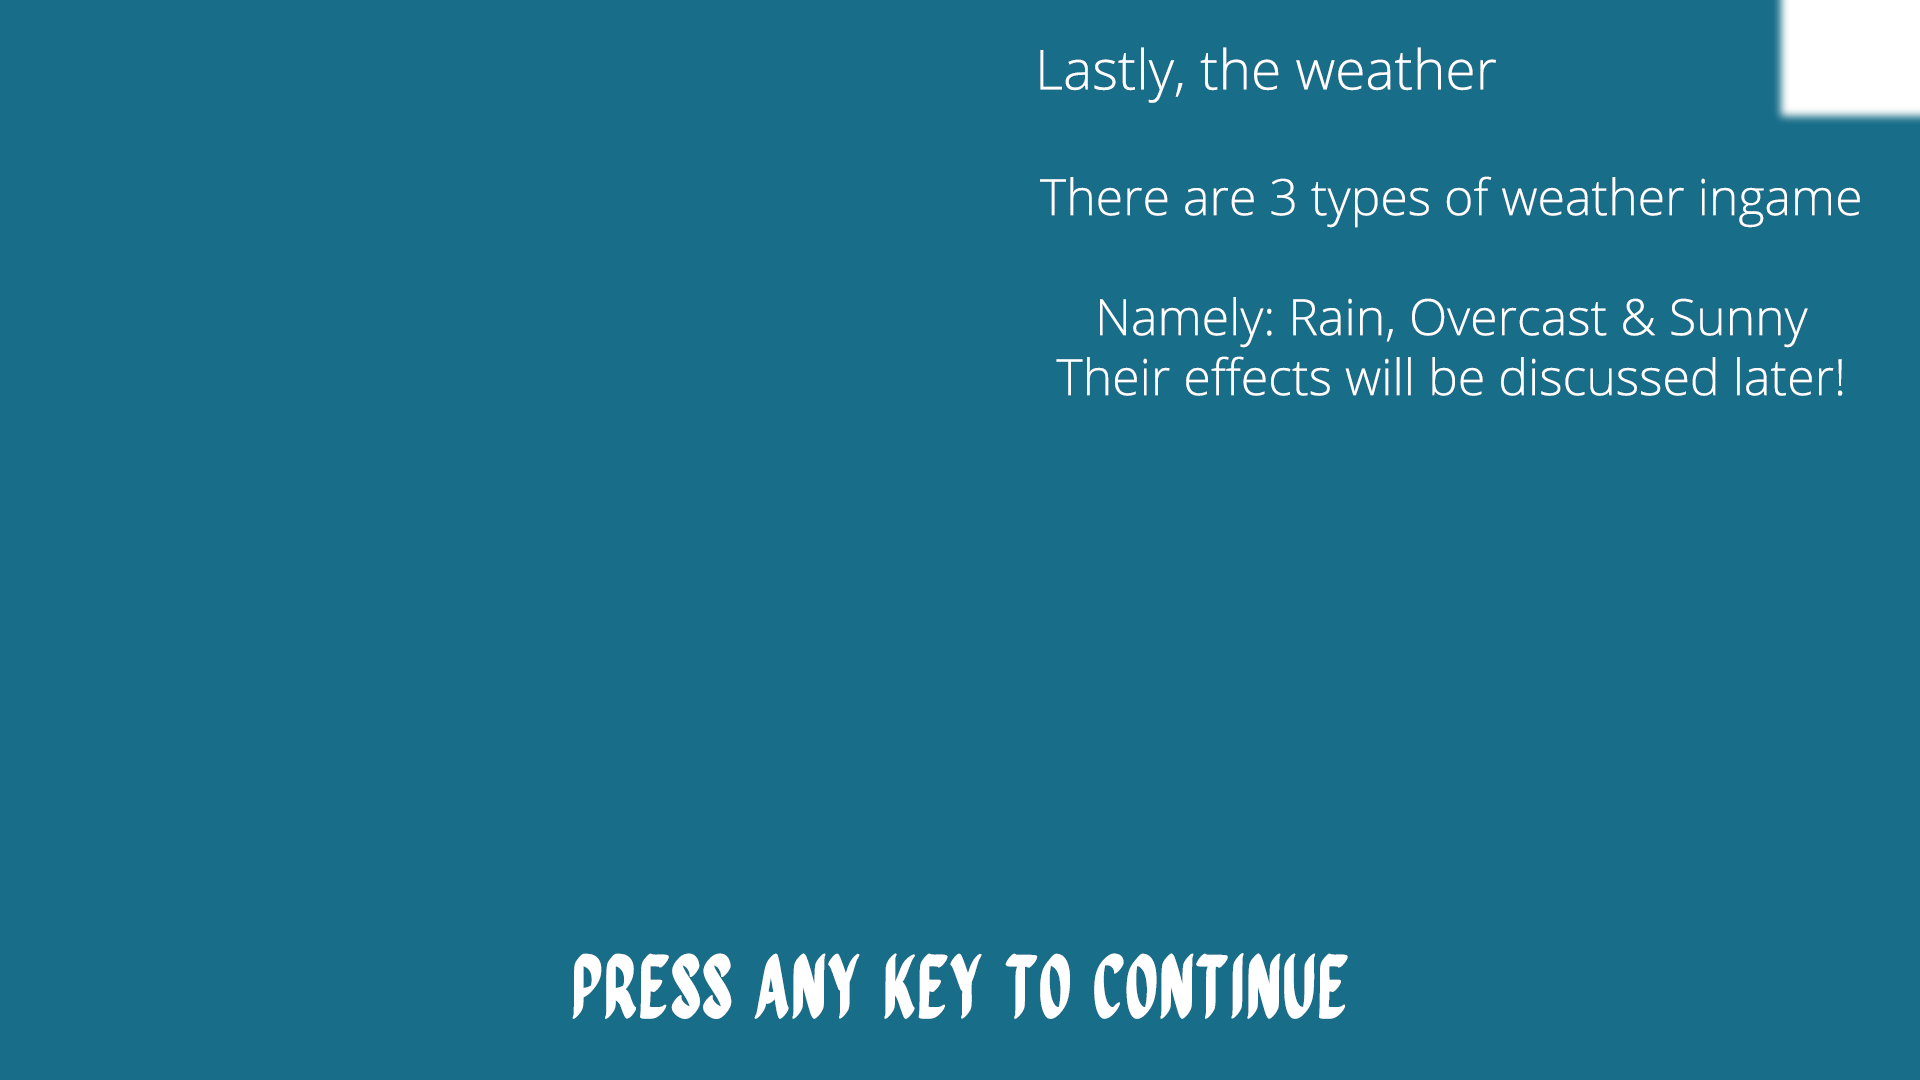 Lastly, the weather
There are 3 types of weather ingame
Namely: Rain, Overcast & Sunny
Their effects will be discussed later!
PRESS ANY KEY TO CONTINUE